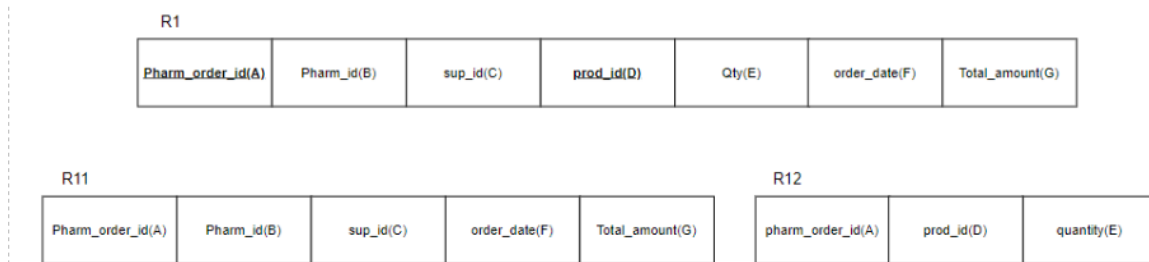 R1
Pharm_order_id(A) Pharm_id(B) sup_id(C) prod_id(D) Qty(E) order_date(F) Total_amount(G)
R11 R12
Pharm_order_id(A) Pharm_id(B) sup_id(C) order_date(F) Total_amount(G) pharm_order_id(A) prod_id(D) quantity(E)